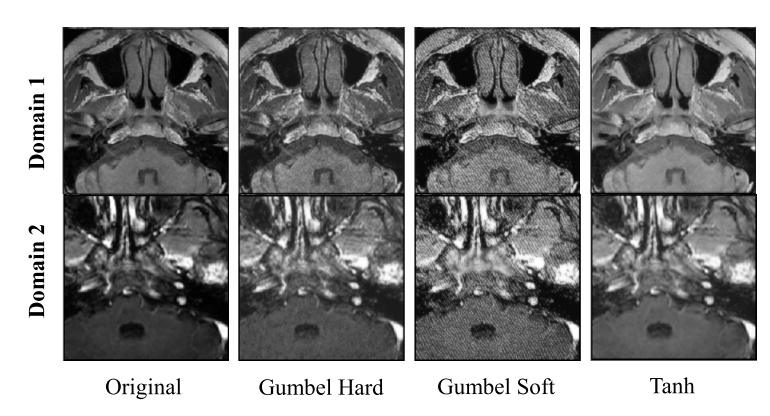 Domain 1
Domain 2
Original
Gumbel Hard
Gumbel Soft
Tanh